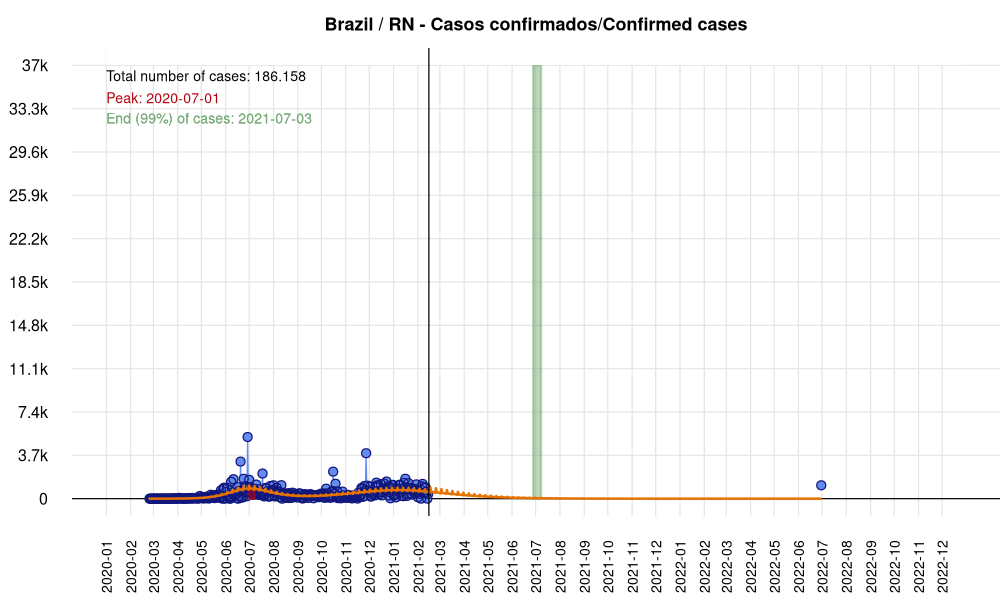 Brazil / RN - Casos confirmados/Confirmed cases
Total number of cases: 186.158
Peak: 2020-07-01
End (99%) of cases: 2021-07-03
37k
33.3k
29.6k
25.9k
22.2k
18.5k
14.8k
11.1k
7.4k
3.7k
0
2020-01
2020-02
2020-03
2020-04
2020-05
2020-06
2020-07
2020-08
2020-09
2020-10
2020-11
2020-12
2021-01
2021-02
2021-03
2021-04
2021-05
2021-06
2021-07
2021-08
2021-09
2021-10
2021-11
2021-12
2022-01
2022-02
2022-03
2022-04
2022-05
2022-06
2022-07
2022-08
2022-09
2022-10
2022-11
2022-12